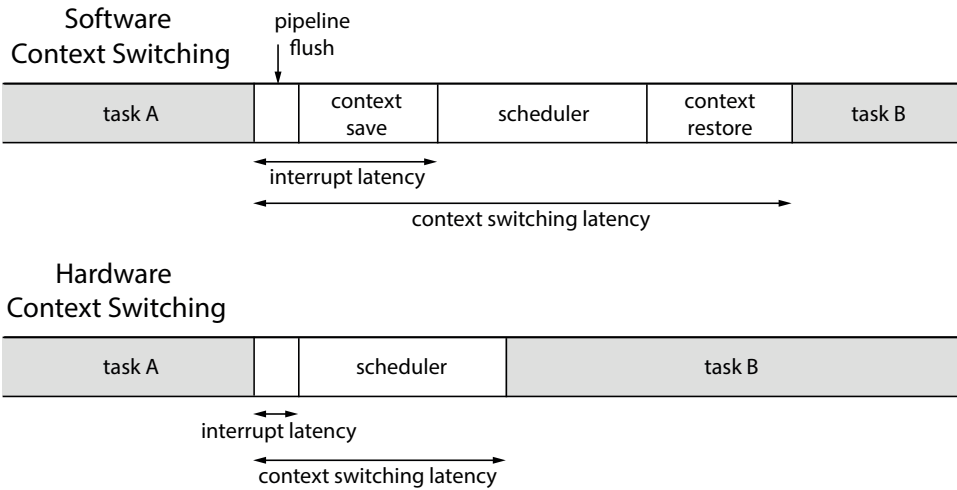 Software
Context Switching
pipeline
flush
task A
context
save
scheduler
context
restore
task B
interrupt latency
context switching latency
Hardware
Context Switching
task A
scheduler
task B
interrupt latency
context switching latency